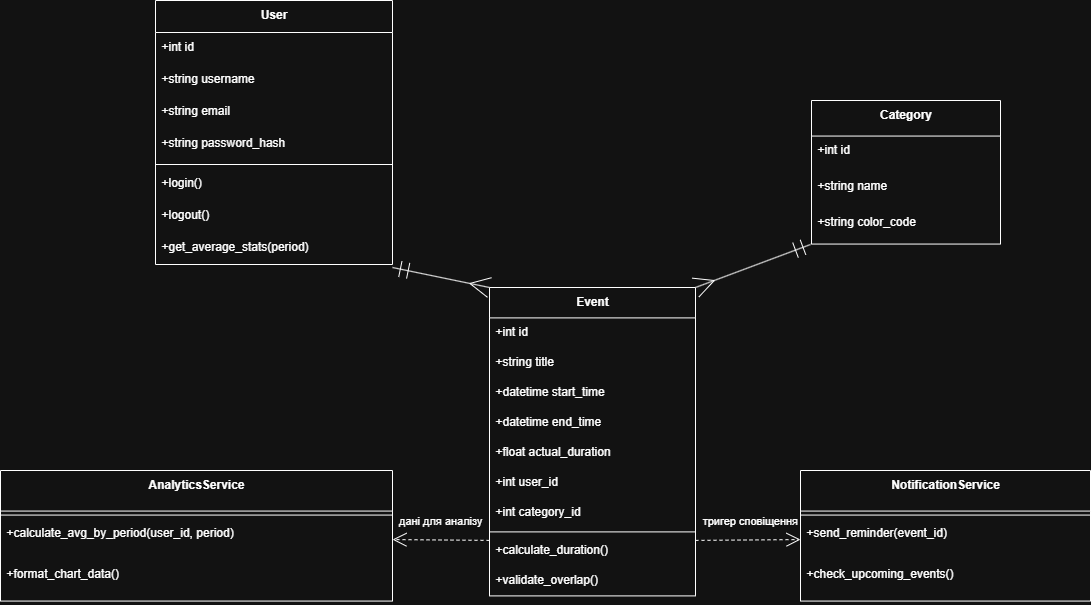 User
+int id
+string username
+string email
+string password_hash
+login()
+logout()
+get_average_stats(period)
Category
+int id
+string name
+string color_code
Event
+int id
+string title
+datetime start_time
+datetime end_time
+float actual_duration
+int user_id
+int category_id
+calculate_duration()
+validate_overlap()
AnalyticsService
+calculate_avg_by_period(user_id, period)
+format_chart_data()
дані для аналізу
тригер сповіщення
NotificationService
+send_reminder(event_id)
+check_upcoming_events()